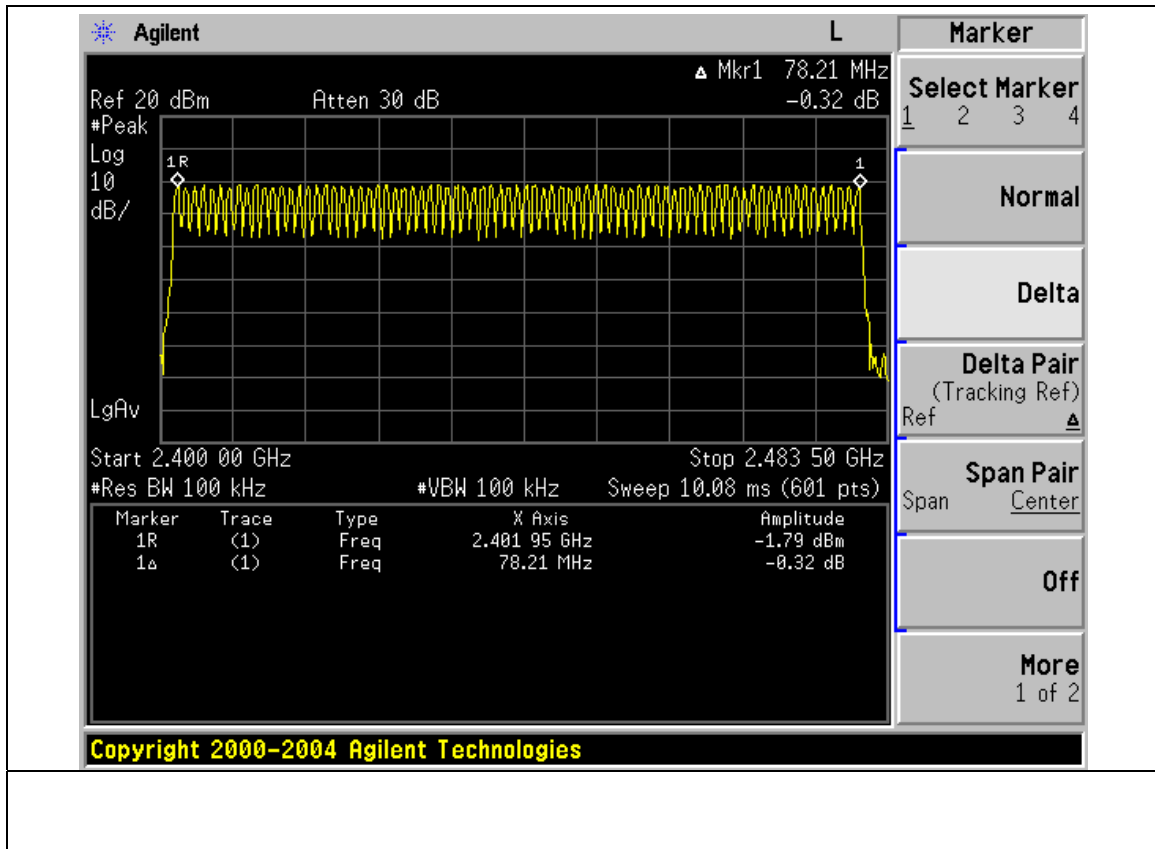 Agilent L Marker
Δ Mkr1 78.21 MHz
Ref 20 dBm Atten 30 dB -0.32 dB
#Peak
Log
10
dB/
1R
1
LgAv
Start 2.400 00 GHz Stop 2.483 50 GHz
#Res BW 100 kHz #VBW 100 kHz Sweep 10.08 ms (601 pts)
Marker Trace Type X Axis Amplitude
1R (1) Freq 2.401 95 GHz -1.79 dBm
1Δ (1) Freq 78.21 MHz -0.32 dB
Select Marker
1 2 3 4
Normal
Delta
Delta Pair
(Tracking Ref)
Ref Δ
Span Pair
Span Center
Off
More
1 of 2
Copyright 2000-2004 Agilent Technologies